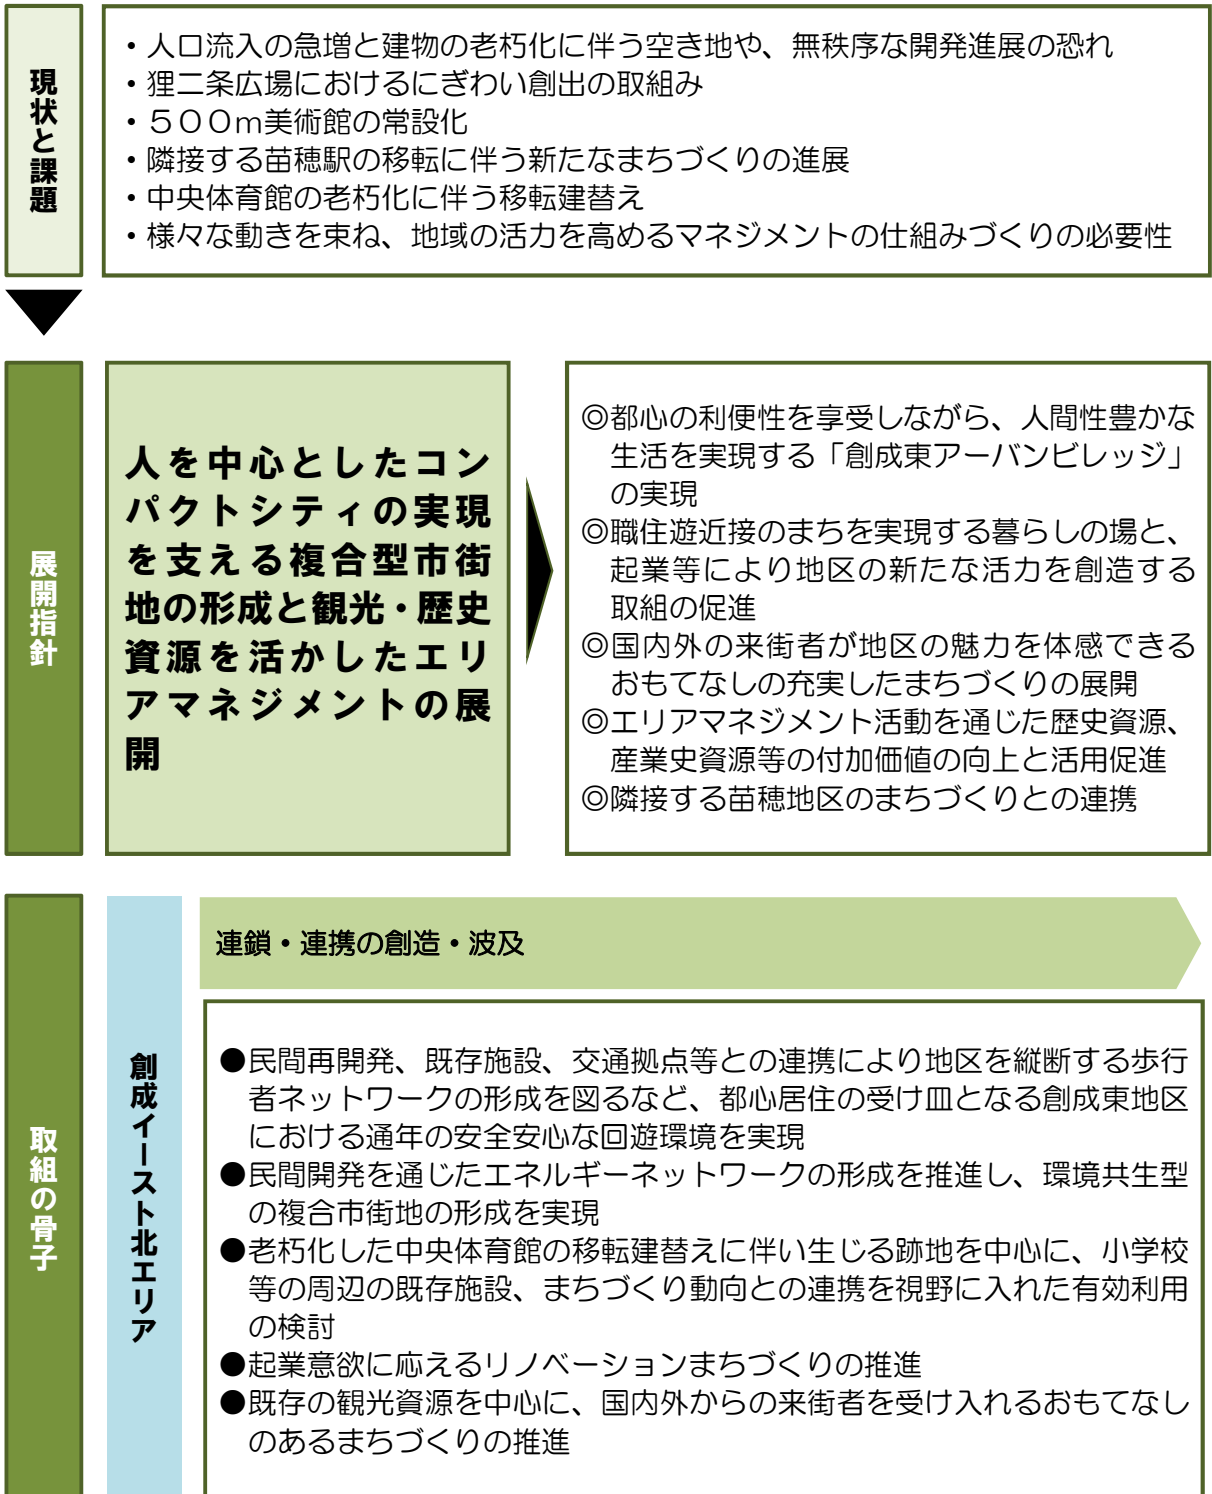 現状と課題
・人口流入の急増と建物の老朽化に伴う空き地や、無秩序な開発進展の恐れ
・狸二条広場におけるにぎわい創出の取組み
・５００ｍ美術館の常設化
・隣接する苗穂駅の移転に伴う新たなまちづくりの進展
・中央体育館の老朽化に伴う移転建替え
・様々な動きを束ね、地域の活力を高めるマネジメントの仕組みづくりの必要性
展開指針
人を中心としたコン
パクトシティの実現
を支える複合型市街
地の形成と観光・歴史
資源を活かしたエリ
アマネジメントの展
開
◎都心の利便性を享受しながら、人間性豊かな
生活を実現する「創成東アーバンビレッジ」
の実現
◎職住遊近接のまちを実現する暮らしの場と、
起業等により地区の新たな活力を創造する
取組の促進
◎国内外の来街者が地区の魅力を体感できる
おもてなしの充実したまちづくりの展開
◎エリアマネジメント活動を通じた歴史資源、
産業史資源等の付加価値の向上と活用促進
◎隣接する苗穂地区のまちづくりとの連携
取組の骨子
創成イースト北エリア
連鎖・連携の創造・波及
●民間再開発、既存施設、交通拠点等との連携により地区を縦断する歩行
者ネットワークの形成を図るなど、都心居住の受け皿となる創成東地区
における通年の安全安心な回遊環境を実現
●民間開発を通じたエネルギーネットワークの形成を推進し、環境共生型
の複合市街地の形成を実現
●老朽化した中央体育館の移転建替えに伴い生じる跡地を中心に、小学校
等の周辺の既存施設、まちづくり動向との連携を視野に入れた有効利用
の検討
●起業意欲に応えるリノベーションまちづくりの推進
●既存の観光資源を中心に、国内外からの来街者を受け入れるおもてなし
のあるまちづくりの推進